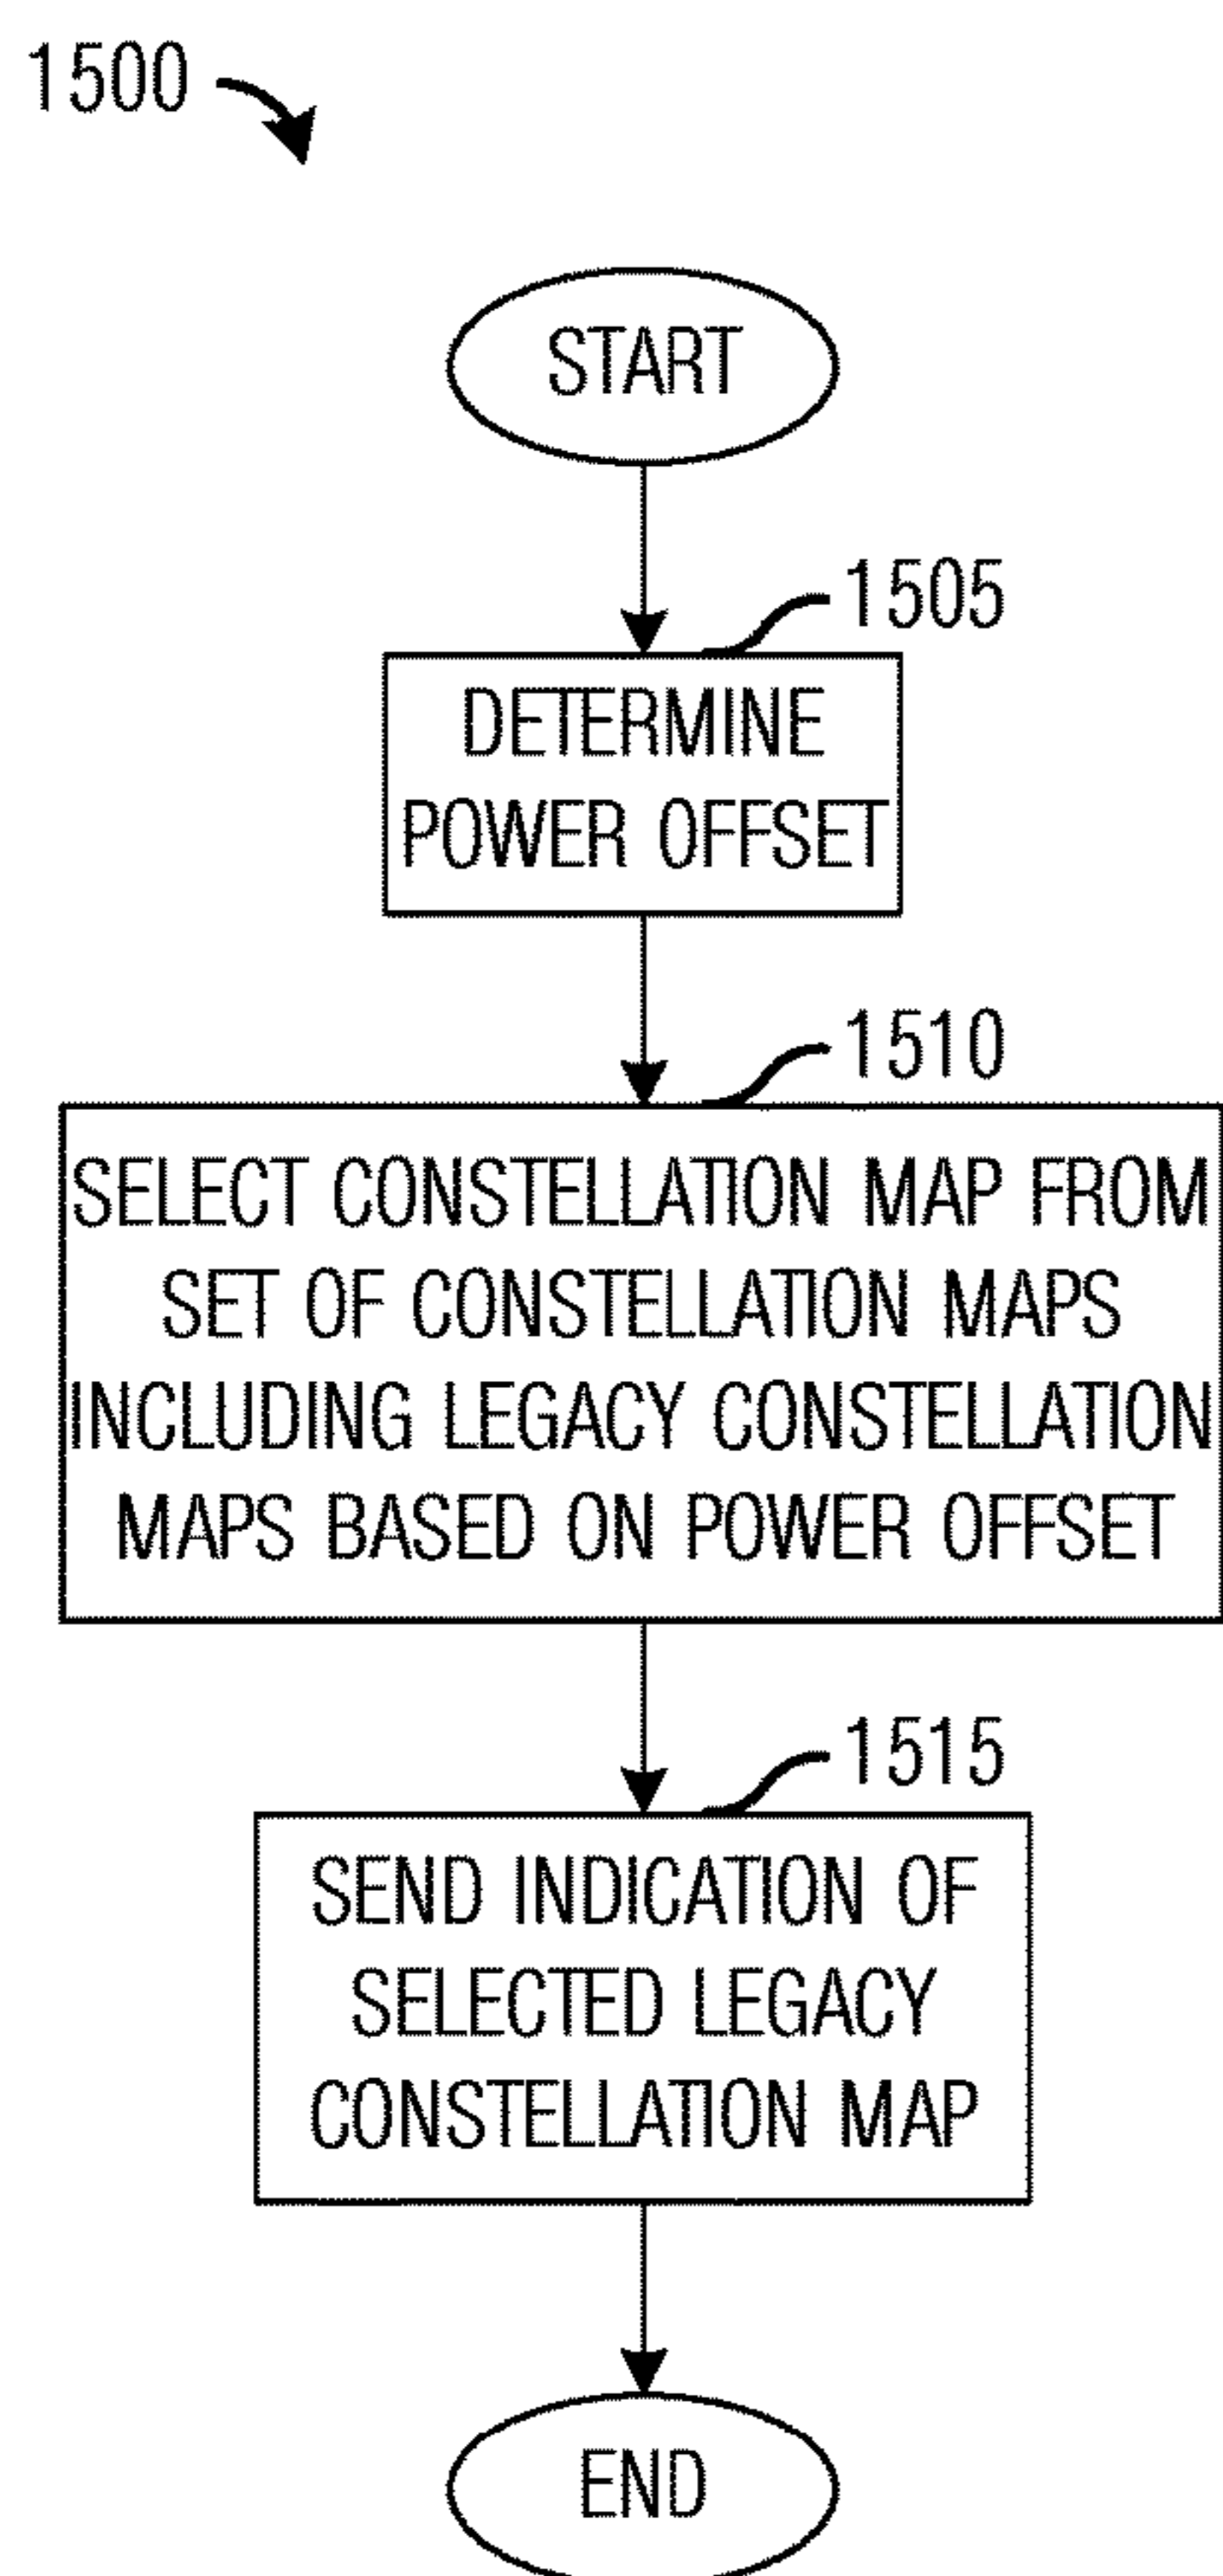 1500
START
1505
DETERMINE
POWER OFFSET
1510
SELECT CONSTELLATION MAP FROM
SET OF CONSTELLATION MAPS
INCLUDING LEGACY CONSTELLATION
MAPS BASED ON POWER OFFSET
1515
SEND INDICATION OF
SELECTED LEGACY
CONSTELLATION MAP
END